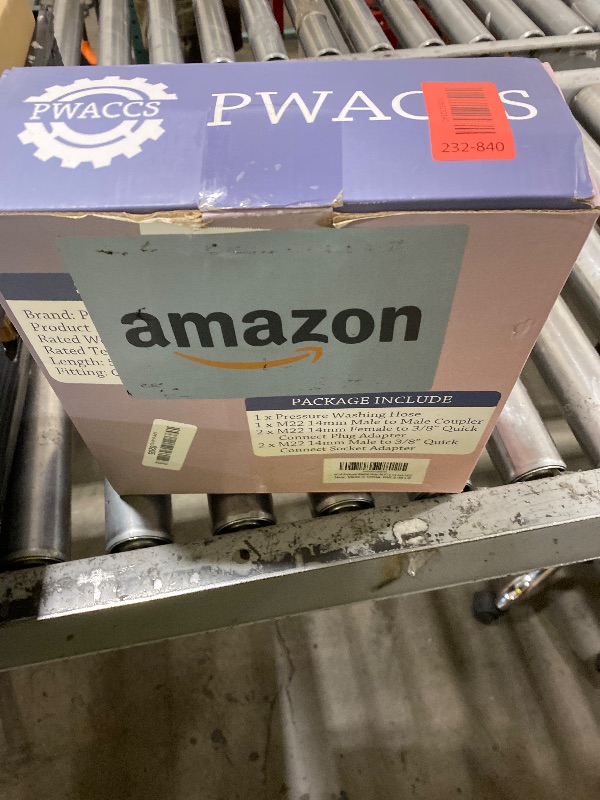 PWACCS
PWACCS
232-840
Brand: P
Product
Rated W
Rated Te
Length:
Fitting:
amazon
PACKAGE INCLUDE
1 x Pressure Washing Hose
1 x M22 14mm Male to Male Coupler
2 x M22 14mm Female to 3/8" Quick
Connect Plug Adapter
2 x M22 14mm Male to 3/8" Quick
Connect Socket Adapter